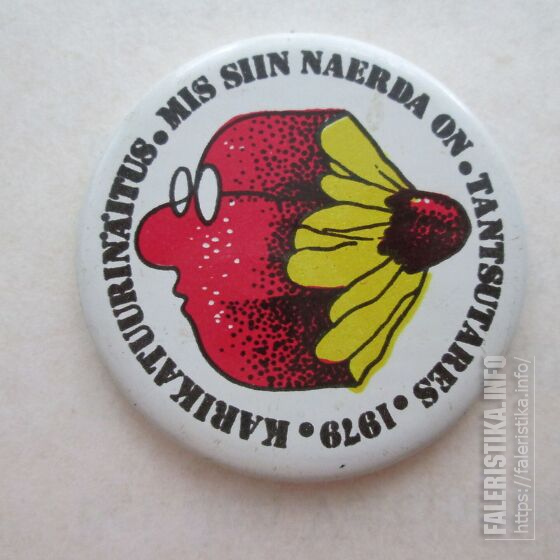 KARIKATUURINÄITUS • MIS SIIN NAERDA ON • TANTSUTARES • 1979 •
FALERISTIKA.INFO
https://faleristika.info/